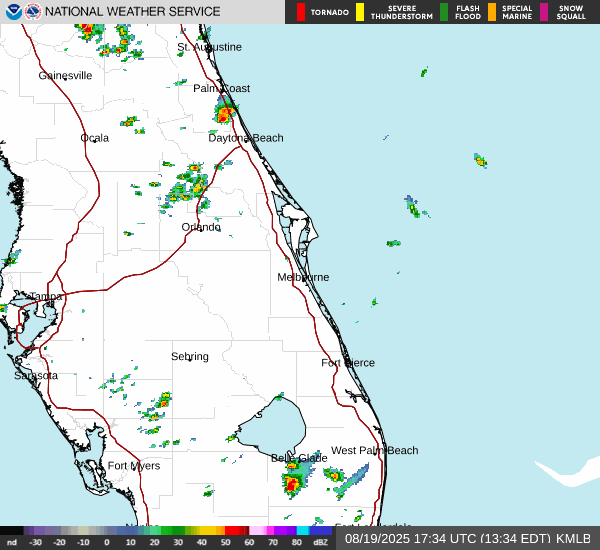 NATIONAL WEATHER SERVICE
TORNADO
SEVERE THUNDERSTORM
FLASH FLOOD
SPECIAL MARINE
SNOW SQUALL
St. Augustine
Gainesville
Palm Coast
Ocala
Daytona Beach
Orlando
Melbourne
Tampa
Sebring
Fort Pierce
Sarasota
West Palm Beach
Belle Glade
Fort Myers
nd -30 -20 -10 0 10 20 30 40 50 60 70 80 dBZ
08/19/2025 17:34 UTC (13:34 EDT) KMLB